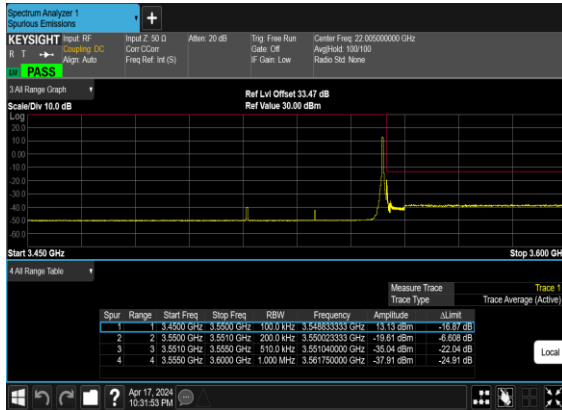 Spectrum Analyzer 1
Spurious Emissions
KEYSIGHT Input: RF Input Z: 50 Ω Atten: 20 dB Trig: Free Run Center Freq: 22.005000000 GHz
R T Coupling: DC Corr CCorr Gate: Off Avg|Hold: 100/100
Align: Auto Freq Ref: Int (S) IF Gain: Low Radio Std: None
PASS
3 All Range Graph
Ref Lvl Offset 33.47 dB
Scale/Div 10.0 dB Ref Value 30.00 dBm
Log
20.0
10.0
0.00
-10.0
-20.0
-30.0
-40.0
-50.0
-60.0
Start 3.450 GHz Stop 3.600 GH
4 All Range Table
Measure Trace Trace 1
Trace Type Trace Average (Active)
Spur Range Start Freq Stop Freq RBW Frequency Amplitude ΔLimit
1 1 3.4500 GHz 3.5500 GHz 100.0 kHz 3.548833333 GHz 13.13 dBm -16.87 dB
2 2 3.5500 GHz 3.5510 GHz 200.0 kHz 3.550023333 GHz -19.61 dBm -6.608 dB
3 3 3.5510 GHz 3.5550 GHz 510.0 kHz 3.551040000 GHz -35.04 dBm -22.04 dB
4 4 3.5550 GHz 3.6000 GHz 1.000 MHz 3.561750000 GHz -37.91 dBm -24.91 dB
Local
Apr 17, 2024
10:31:53 PM